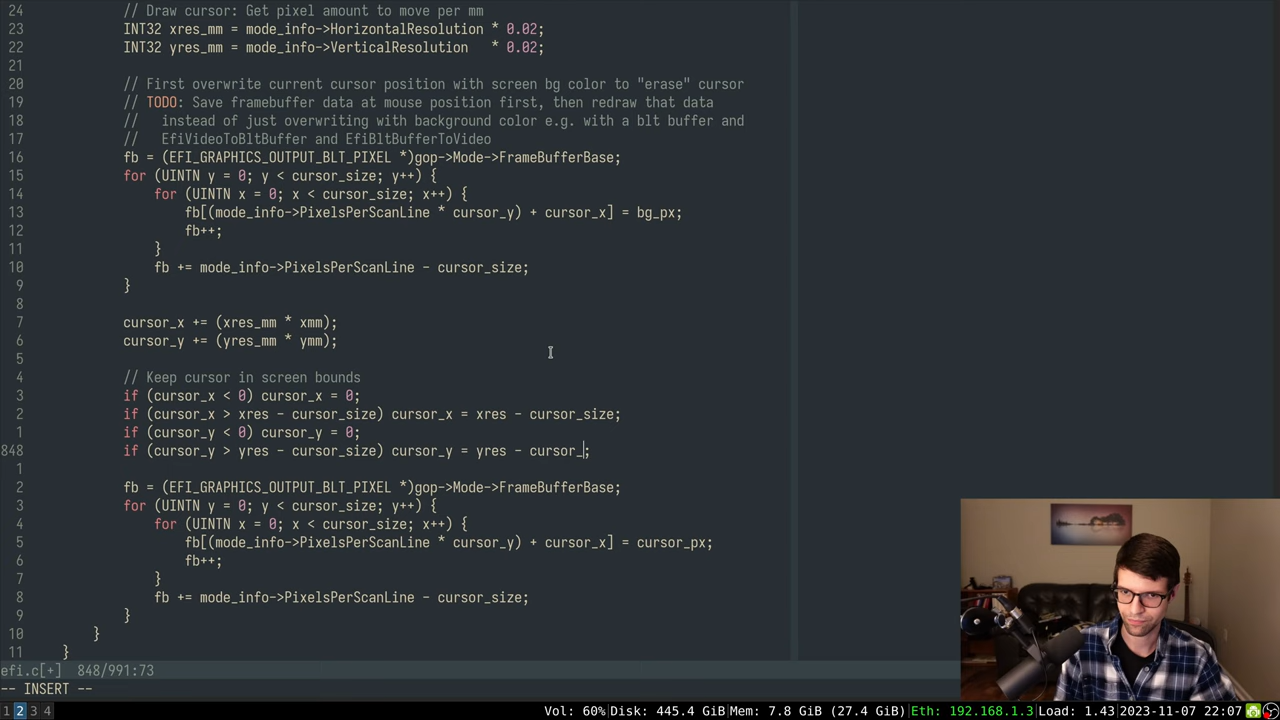 24             // Draw cursor: Get pixel amount to move per mm
23             INT32 xres_mm = mode_info->HorizontalResolution * 0.02;
22             INT32 yres_mm = mode_info->VerticalResolution   * 0.02;
21
20             // First overwrite current cursor position with screen bg color to "erase" cursor
19             // TODO: Save framebuffer data at mouse position first, then redraw that data
18             //   instead of just overwriting with background color e.g. with a blt buffer and
17             //   EfiVideoToBltBuffer and EfiBltBufferToVideo
16             fb = (EFI_GRAPHICS_OUTPUT_BLT_PIXEL *)gop->Mode->FrameBufferBase;
15             for (UINTN y = 0; y < cursor_size; y++) {
14                 for (UINTN x = 0; x < cursor_size; x++) {
13                     fb[(mode_info->PixelsPerScanLine * cursor_y) + cursor_x] = bg_px;
12                     fb++;
11                 }
10                 fb += mode_info->PixelsPerScanLine - cursor_size;
9             }
8
7             cursor_x += (xres_mm * xmm);
6             cursor_y += (yres_mm * ymm);
5
4             // Keep cursor in screen bounds
3             if (cursor_x < 0) cursor_x = 0;
2             if (cursor_x > xres - cursor_size) cursor_x = xres - cursor_size;
1             if (cursor_y < 0) cursor_y = 0;
848             if (cursor_y > yres - cursor_size) cursor_y = yres - cursor_;
1
2             fb = (EFI_GRAPHICS_OUTPUT_BLT_PIXEL *)gop->Mode->FrameBufferBase;
3             for (UINTN y = 0; y < cursor_size; y++) {
4                 for (UINTN x = 0; x < cursor_size; x++) {
5                     fb[(mode_info->PixelsPerScanLine * cursor_y) + cursor_x] = cursor_px;
6                     fb++;
7                 }
8                 fb += mode_info->PixelsPerScanLine - cursor_size;
9             }
10         }
11     }
efi.c[+]  848/991:73
-- INSERT --
1 2 3 4 Vol: 60% Disk: 445.4 GiB Mem: 7.8 GiB (27.4 GiB) Eth: 192.168.1.3 Load: 1.43 2023-11-07 22:07